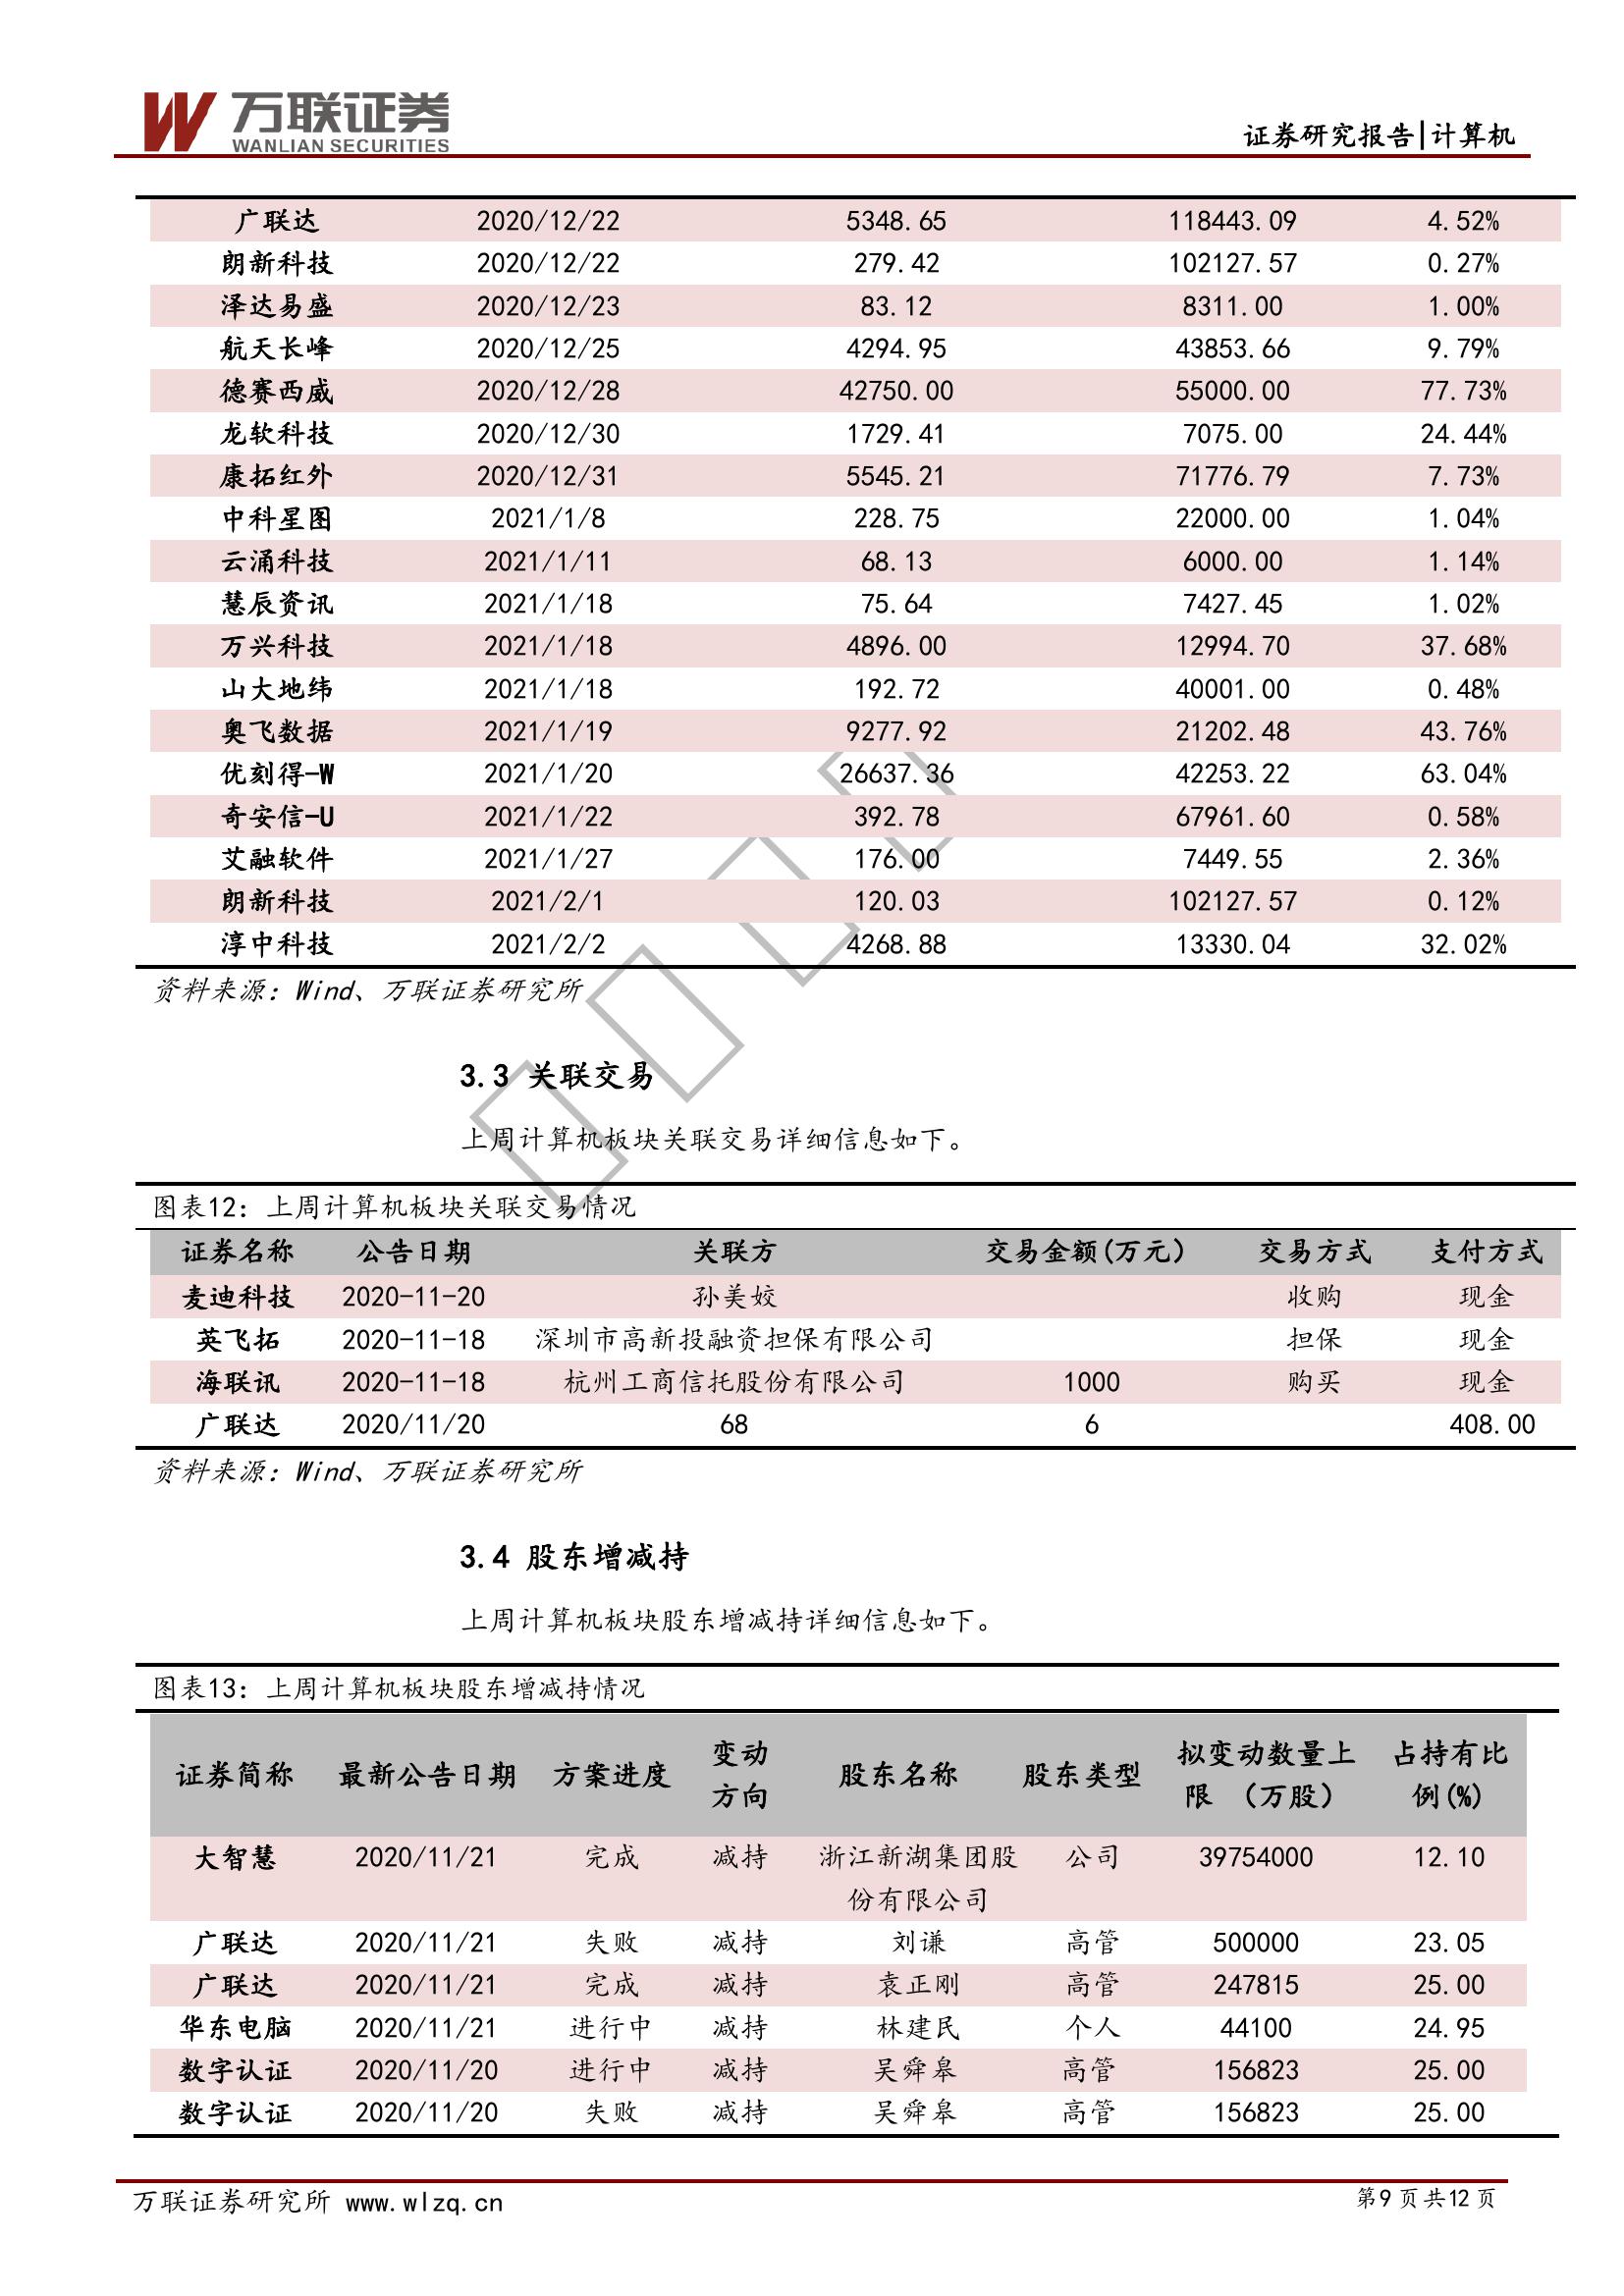 万联证券
WANLIAN SECURITIES
证券研究报告|计算机
广联达 2020/12/22 5348.65 118443.09 4.52%
朗新科技 2020/12/22 279.42 102127.57 0.27%
泽达易盛 2020/12/23 83.12 8311.00 1.00%
航天长峰 2020/12/25 4294.95 43853.66 9.79%
德赛西威 2020/12/28 42750.00 55000.00 77.73%
龙软科技 2020/12/30 1729.41 7075.00 24.44%
康拓红外 2020/12/31 5545.21 71776.79 7.73%
中科星图 2021/1/8 228.75 22000.00 1.04%
云涌科技 2021/1/11 68.13 6000.00 1.14%
慧辰资讯 2021/1/18 75.64 7427.45 1.02%
万兴科技 2021/1/18 4896.00 12994.70 37.68%
山大地纬 2021/1/18 192.72 40001.00 0.48%
奥飞数据 2021/1/19 9277.92 21202.48 43.76%
优刻得-W 2021/1/20 26637.36 42253.22 63.04%
奇安信-U 2021/1/22 392.78 67961.60 0.58%
艾融软件 2021/1/27 176.00 7449.55 2.36%
朗新科技 2021/2/1 120.03 102127.57 0.12%
淳中科技 2021/2/2 4268.88 13330.04 32.02%
资料来源：Wind、万联证券研究所
3.3 关联交易
上周计算机板块关联交易详细信息如下。
图表12：上周计算机板块关联交易情况
证券名称 公告日期 关联方 交易金额(万元) 交易方式 支付方式
麦迪科技 2020-11-20 孙美姣 收购 现金
英飞拓 2020-11-18 深圳市高新投融资担保有限公司 担保 现金
海联讯 2020-11-18 杭州工商信托股份有限公司 1000 购买 现金
广联达 2020/11/20 68 6 408.00
资料来源：Wind、万联证券研究所
3.4 股东增减持
上周计算机板块股东增减持详细信息如下。
图表13：上周计算机板块股东增减持情况
证券简称 最新公告日期 方案进度 变动方向 股东名称 股东类型 拟变动数量上限 （万股） 占持有比例(%)
大智慧 2020/11/21 完成 减持 浙江新湖集团股份有限公司 公司 39754000 12.10
广联达 2020/11/21 失败 减持 刘谦 高管 500000 23.05
广联达 2020/11/21 完成 减持 袁正刚 高管 247815 25.00
华东电脑 2020/11/21 进行中 减持 林建民 个人 44100 24.95
数字认证 2020/11/20 进行中 减持 吴舜皋 高管 156823 25.00
数字认证 2020/11/20 失败 减持 吴舜皋 高管 156823 25.00
万联证券研究所 www.wlzq.cn
第9页共12页